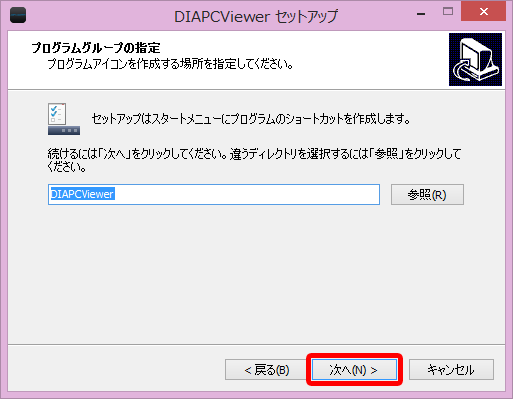 DIAPCViewer セットアップ
プログラムグループの指定
プログラムアイコンを作成する場所を指定してください。
セットアップはスタートメニューにプログラムのショートカットを作成します。
続けるには「次へ」をクリックしてください。違うディレクトリを選択するには「参照」をクリックして
ください。
DIAPCViewer
参照(R)
< 戻る(B)
次へ(N) >
キャンセル